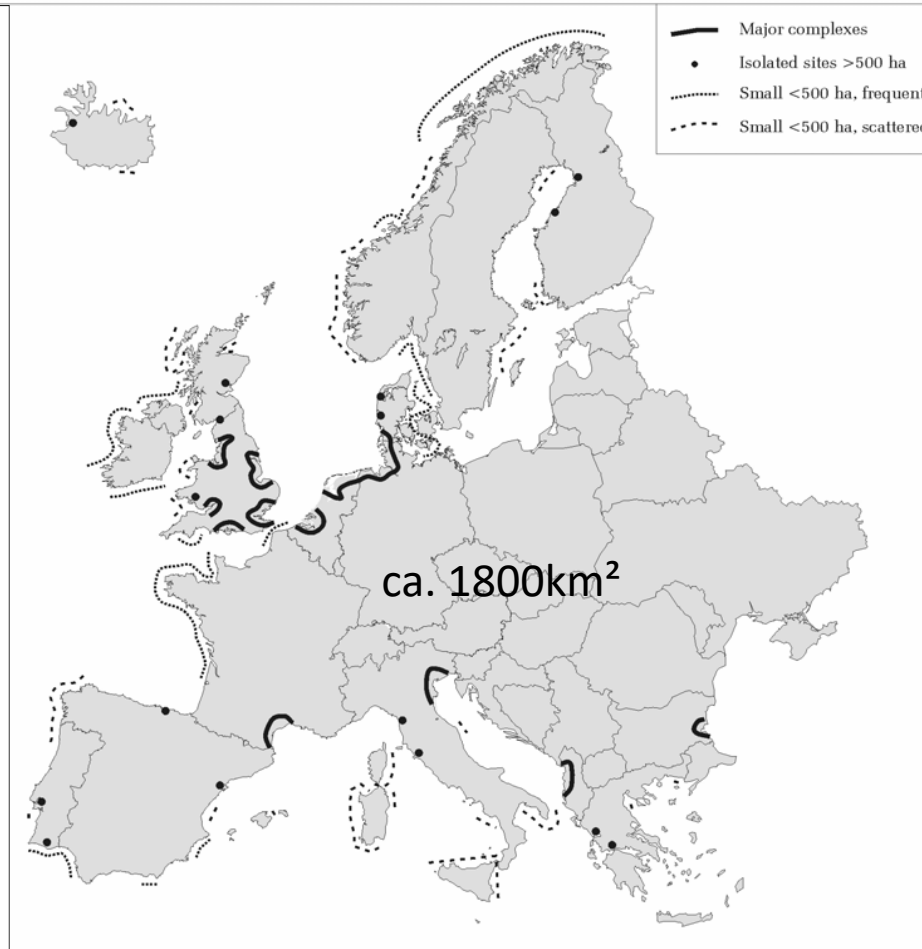 Major complexes
Isolated sites >500 ha
Small <500 ha, frequent
Small <500 ha, scattered
ca. 1800km²